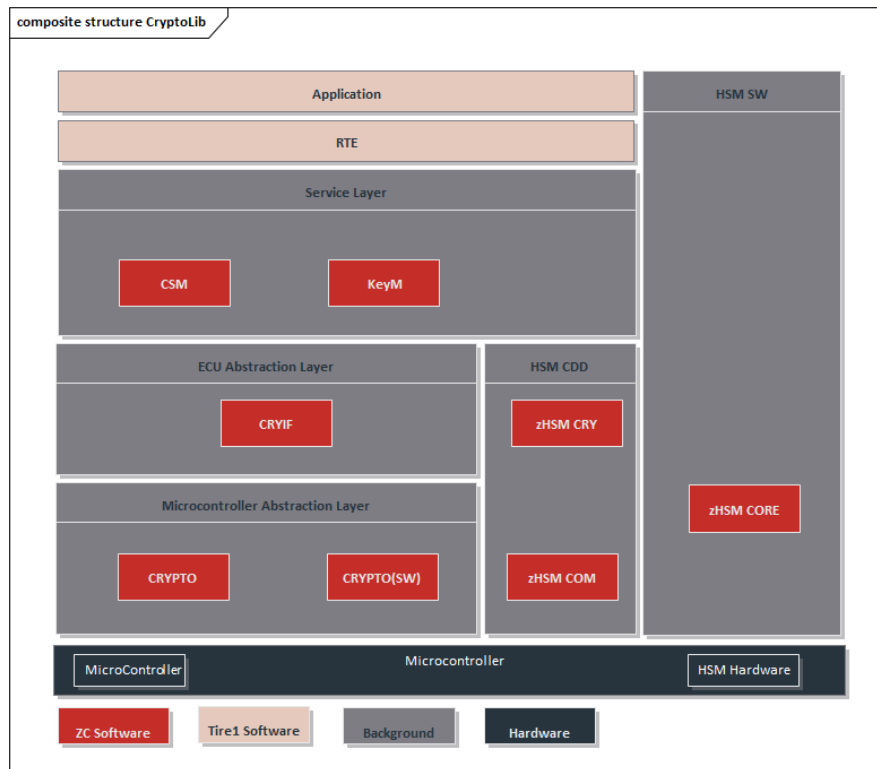 composite structure CryptoLib
Application
HSM SW
RTE
Service Layer
CSM
KeyM
ECU Abstraction Layer
HSM CDD
CRYIF
zHSM CRY
Microcontroller Abstraction Layer
zHSM CORE
CRYPTO
CRYPTO(SW)
zHSM COM
Microcontroller
MicroController
HSM Hardware
ZC Software
Tire1 Software
Background
Hardware